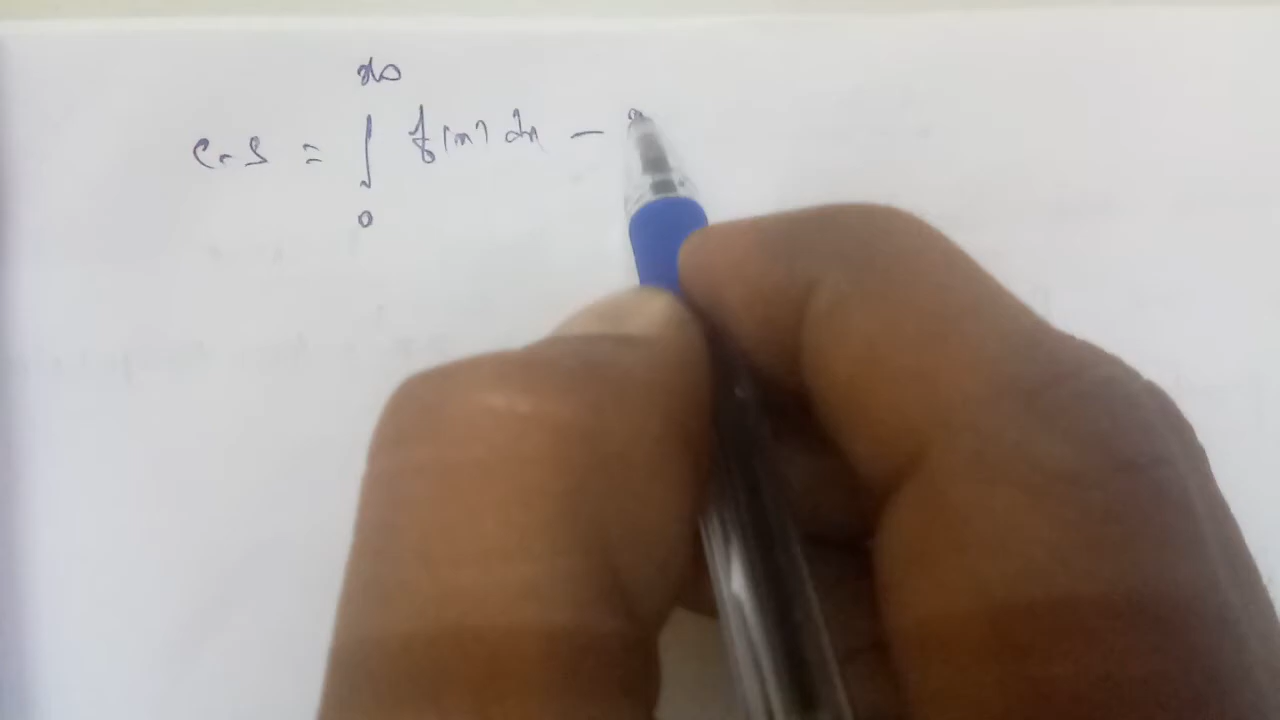 C.S = ∫₀^x₀ f(x) dx −